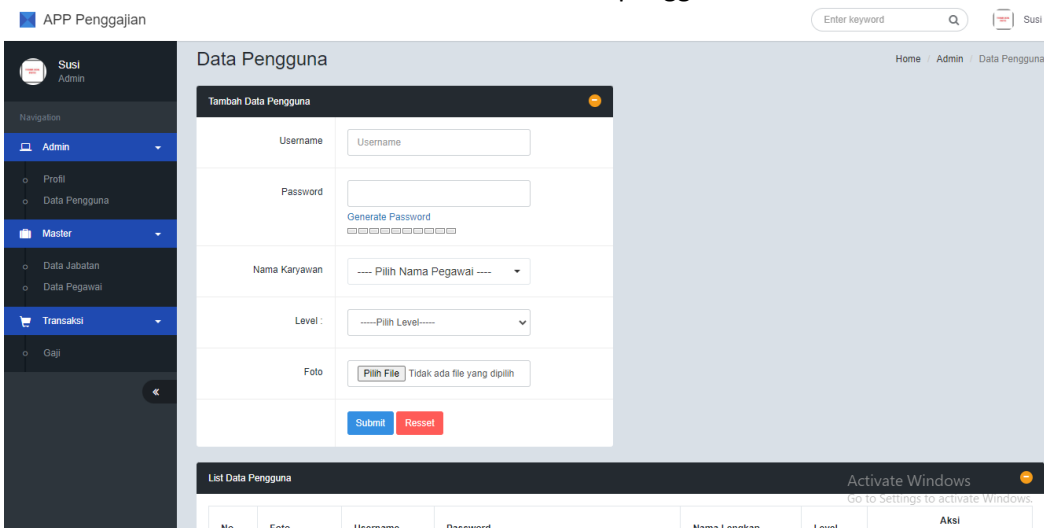 APP Penggajian
Enter keyword
Susi
Susi
Admin
Navigation
Admin
Profil
Data Pengguna
Master
Data Jabatan
Data Pegawai
Transaksi
Gaji
Data Pengguna
Home / Admin / Data Pengguna
Tambah Data Pengguna
Username
Username
Password
Generate Password
Nama Karyawan
---- Pilih Nama Pegawai ----
Level :
-----Pilih Level-----
Foto
Pilih File Tidak ada file yang dipilih
Submit Resset
List Data Pengguna
Activate Windows
Go to Settings to activate Windows.
No Foto Username Password Nama Lengkap Level Aksi